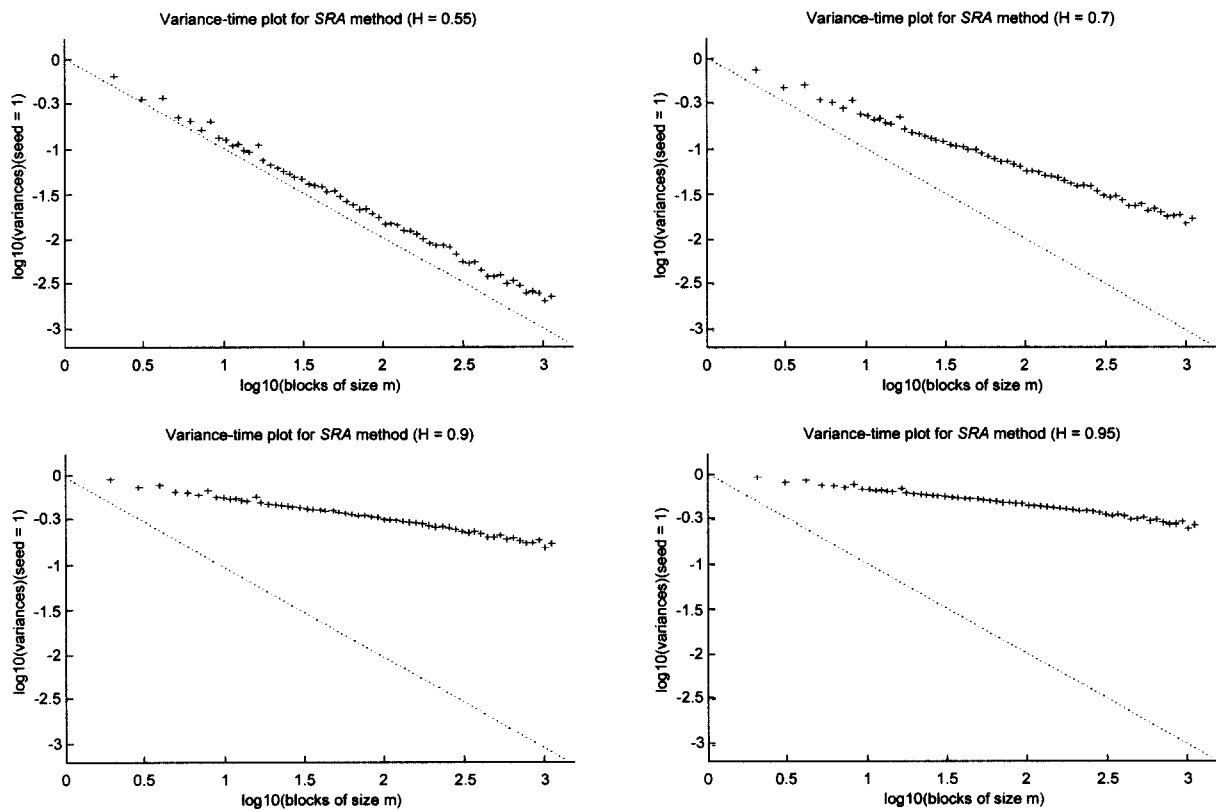 Variance-time plot for SRA method (H = 0.55)
0
-0.3
-1
-1.5
-2
-2.5
-3
log10(variances)(seed = 1)
0 0.5 1 1.5 2 2.5 3
log10(blocks of size m)
Variance-time plot for SRA method (H = 0.7)
0
-0.3
-1
-1.5
-2
-2.5
-3
log10(variances)(seed = 1)
0 0.5 1 1.5 2 2.5 3
log10(blocks of size m)
Variance-time plot for SRA method (H = 0.9)
0
-0.3
-1
-1.5
-2
-2.5
-3
log10(variances)(seed = 1)
0 0.5 1 1.5 2 2.5 3
log10(blocks of size m)
Variance-time plot for SRA method (H = 0.95)
0
-0.3
-1
-1.5
-2
-2.5
-3
log10(variances)(seed = 1)
0 0.5 1 1.5 2 2.5 3
log10(blocks of size m)